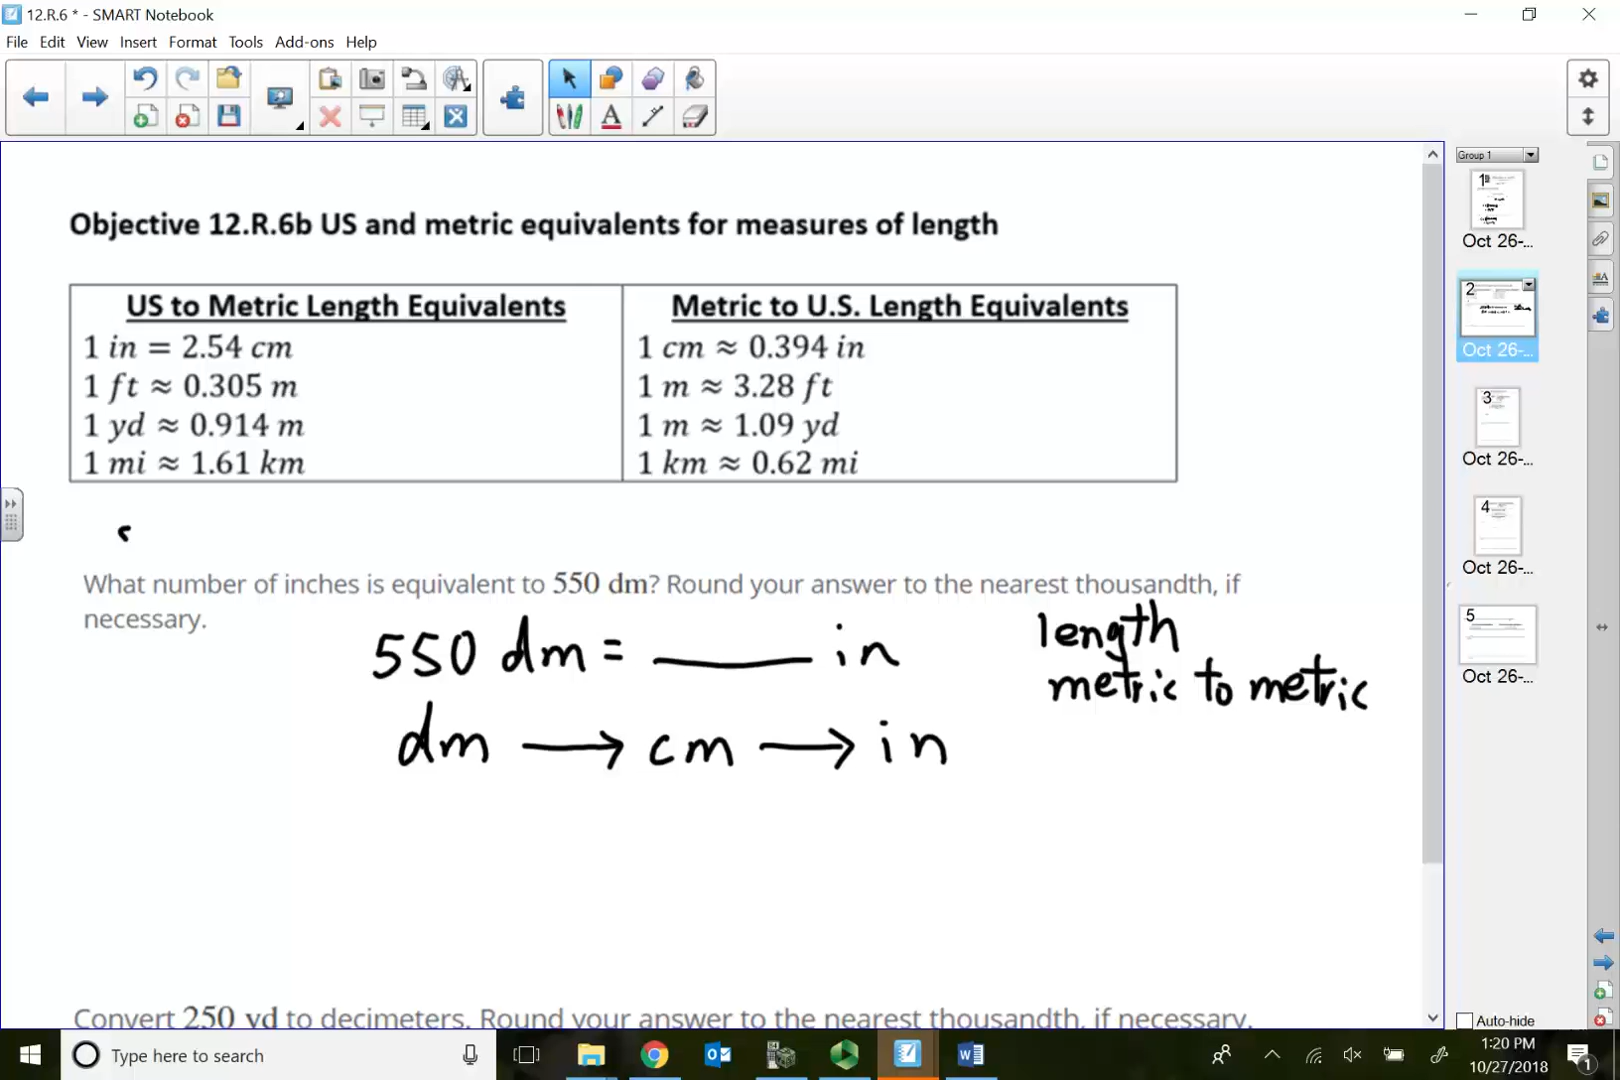 12.R.6 * - SMART Notebook
File Edit View Insert Format Tools Add-ons Help
Group 1
Objective 12.R.6b US and metric equivalents for measures of length
US to Metric Length Equivalents
1 in = 2.54 cm
1 ft ≈ 0.305 m
1 yd ≈ 0.914 m
1 mi ≈ 1.61 km
Metric to U.S. Length Equivalents
1 cm ≈ 0.394 in
1 m ≈ 3.28 ft
1 m ≈ 1.09 yd
1 km ≈ 0.62 mi
What number of inches is equivalent to 550 dm? Round your answer to the nearest thousandth, if
necessary.
550 dm = ______ in
dm → cm → in
length
metric to metric
Convert 250 yd to decimeters. Round your answer to the nearest thousandth, if necessary.
1
Oct 26-...
2
Oct 26-...
3
Oct 26-...
4
Oct 26-...
5
Oct 26-...
Auto-hide
Type here to search
1:20 PM
10/27/2018
1